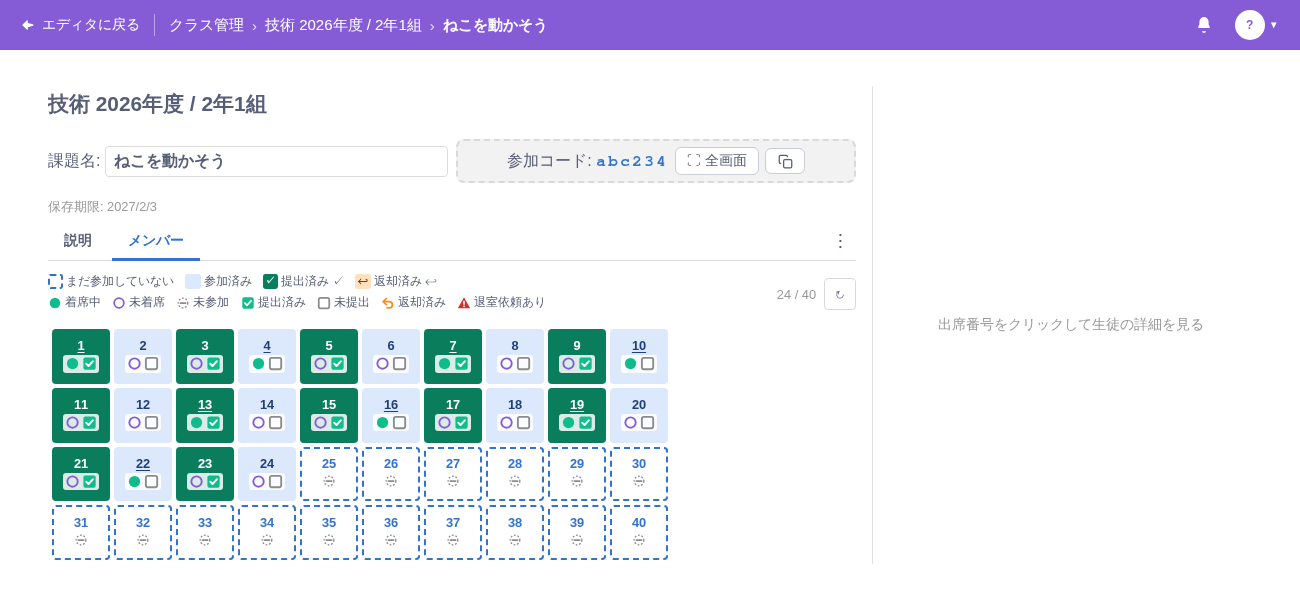 エディタに戻る クラス管理 › 技術 2026年度 / 2年1組 › ねこを動かそう ? ▼
技術 2026年度 / 2年1組
課題名: ねこを動かそう 参加コード: abc234 全画面
保存期限: 2027/2/3
説明 メンバー
まだ参加していない 参加済み 提出済み ✓ 返却済み ↩
着席中 未着席 未参加 提出済み 未提出 返却済み 退室依頼あり
24 / 40
出席番号をクリックして生徒の詳細を見る
1 2 3 4 5 6 7 8 9 10
11 12 13 14 15 16 17 18 19 20
21 22 23 24 25 26 27 28 29 30
31 32 33 34 35 36 37 38 39 40